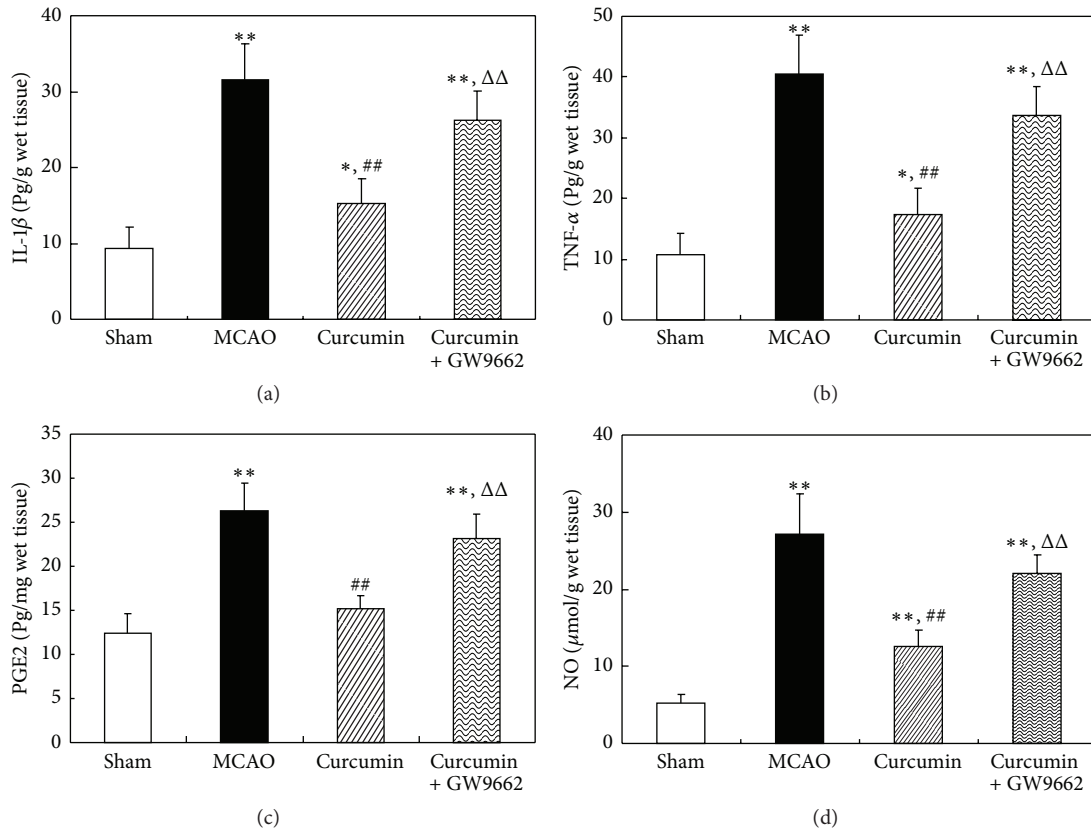 40
30
20
10
0
IL-1β (Pg/g wet tissue)
**
*, ##
**, ΔΔ
Sham
MCAO
Curcumin
Curcumin
+ GW9662
(a)
50
40
30
20
10
0
TNF-α (Pg/g wet tissue)
**
*, ##
**, ΔΔ
Sham
MCAO
Curcumin
Curcumin
+ GW9662
(b)
35
30
25
20
15
10
5
0
PGE2 (Pg/mg wet tissue)
**
##
**, ΔΔ
Sham
MCAO
Curcumin
Curcumin
+ GW9662
(c)
40
30
20
10
0
NO (μmol/g wet tissue)
**
**, ##
**, ΔΔ
Sham
MCAO
Curcumin
Curcumin
+ GW9662
(d)